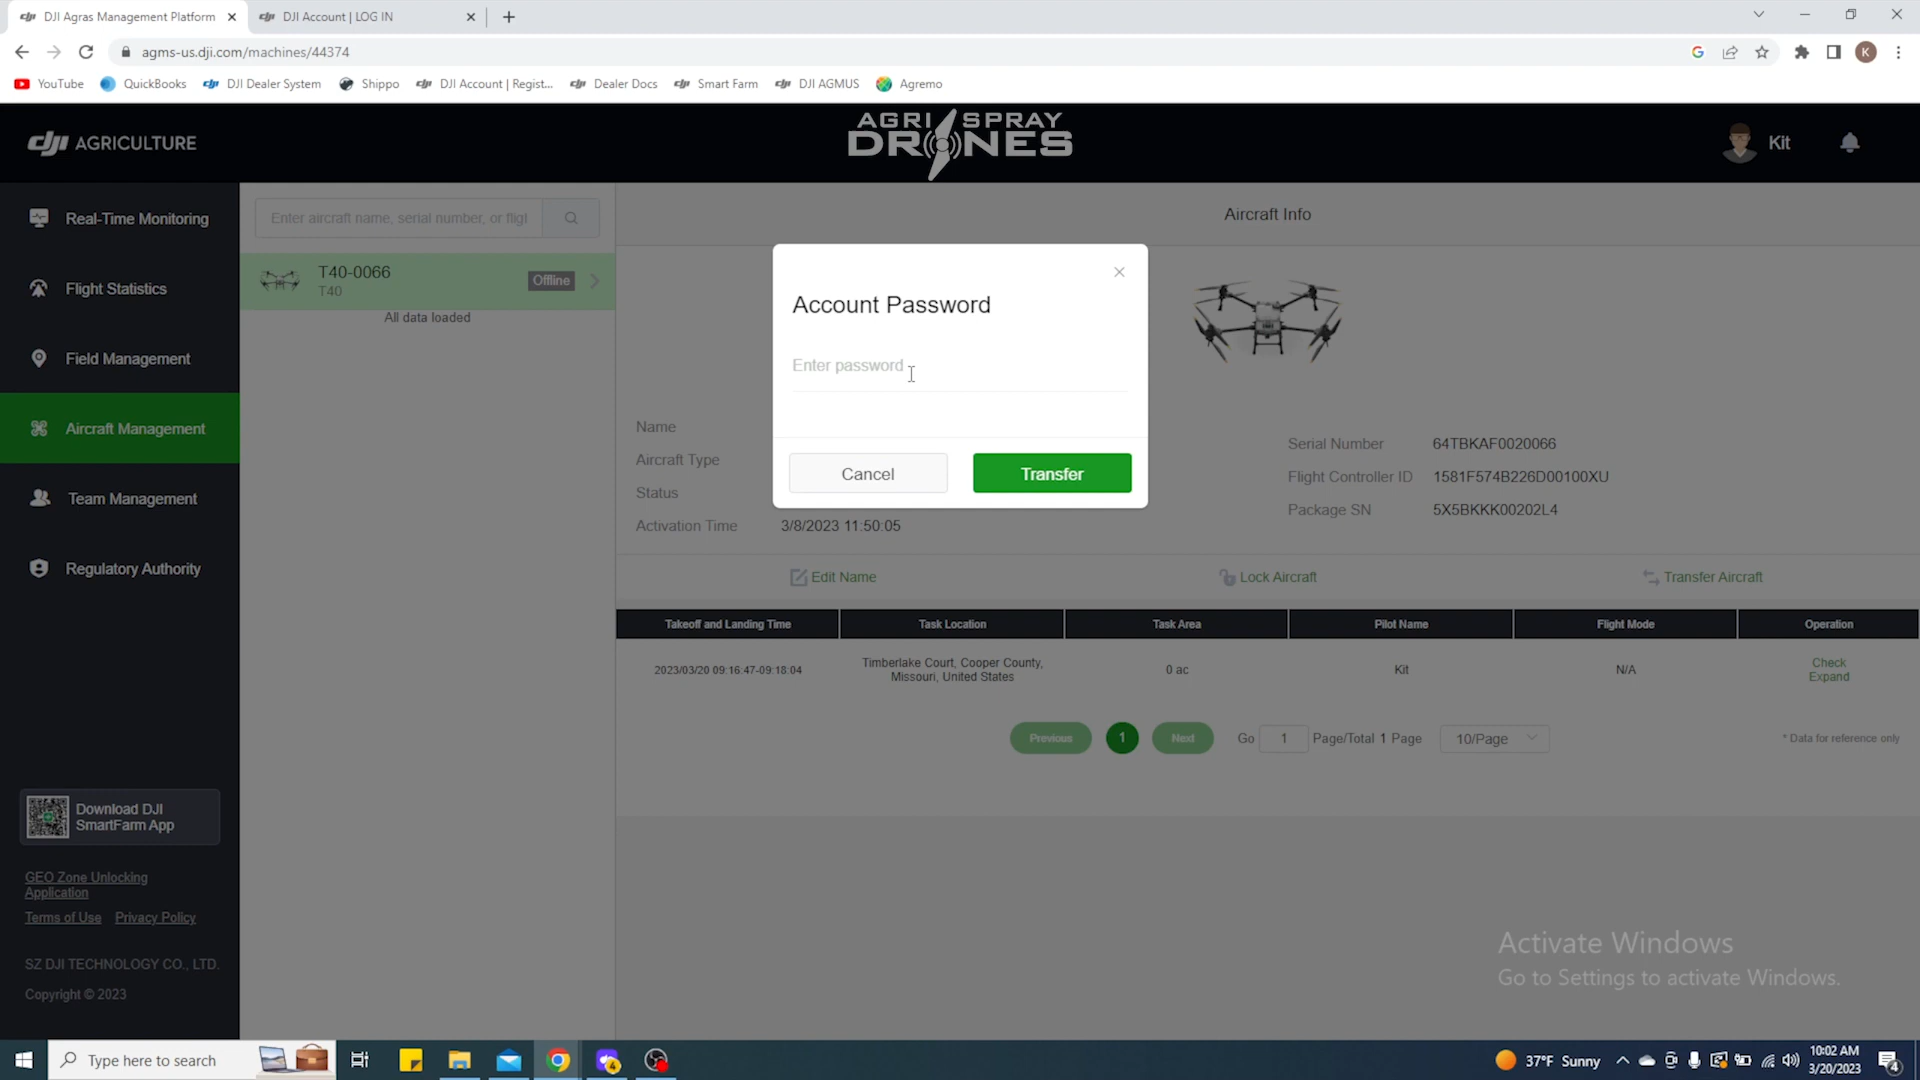 DJI Agras Management Platform
DJI Account | LOG IN
agms-us.dji.com/machines/44374
YouTube
QuickBooks
DJI Dealer System
Shippo
DJI Account | Regist...
Dealer Docs
Smart Farm
DJI AGMUS
Agremo
K
dji AGRICULTURE
AGRI SPRAY
DRONES
Kit
Real-Time Monitoring
Flight Statistics
Field Management
Aircraft Management
Team Management
Regulatory Authority
Download DJI
SmartFarm App
GEO Zone Unlocking
Application
Terms of Use Privacy Policy
SZ DJI TECHNOLOGY CO., LTD.
Copyright © 2023
Enter aircraft name, serial number, or fligl
T40-0066
T40
Offline
All data loaded
Aircraft Info
Account Password
Enter password
Cancel
Transfer
Name
Aircraft Type
Status
Activation Time 3/8/2023 11:50:05
Serial Number 64TBKAF0020066
Flight Controller ID 1581F574B226D00100XU
Package SN 5X5BKKK00202L4
Edit Name
Lock Aircraft
Transfer Aircraft
Takeoff and Landing Time Task Location Task Area Pilot Name Flight Mode Operation
2023/03/20 09:16:47-09:18:04
Timberlake Court, Cooper County,
Missouri, United States
0 ac
Kit
N/A
Check
Expand
Previous 1 Next Go 1 Page/Total 1 Page 10/Page
* Data for reference only
Activate Windows
Go to Settings to activate Windows.
Type here to search
4
37°F Sunny
10:02 AM
3/20/2023
4